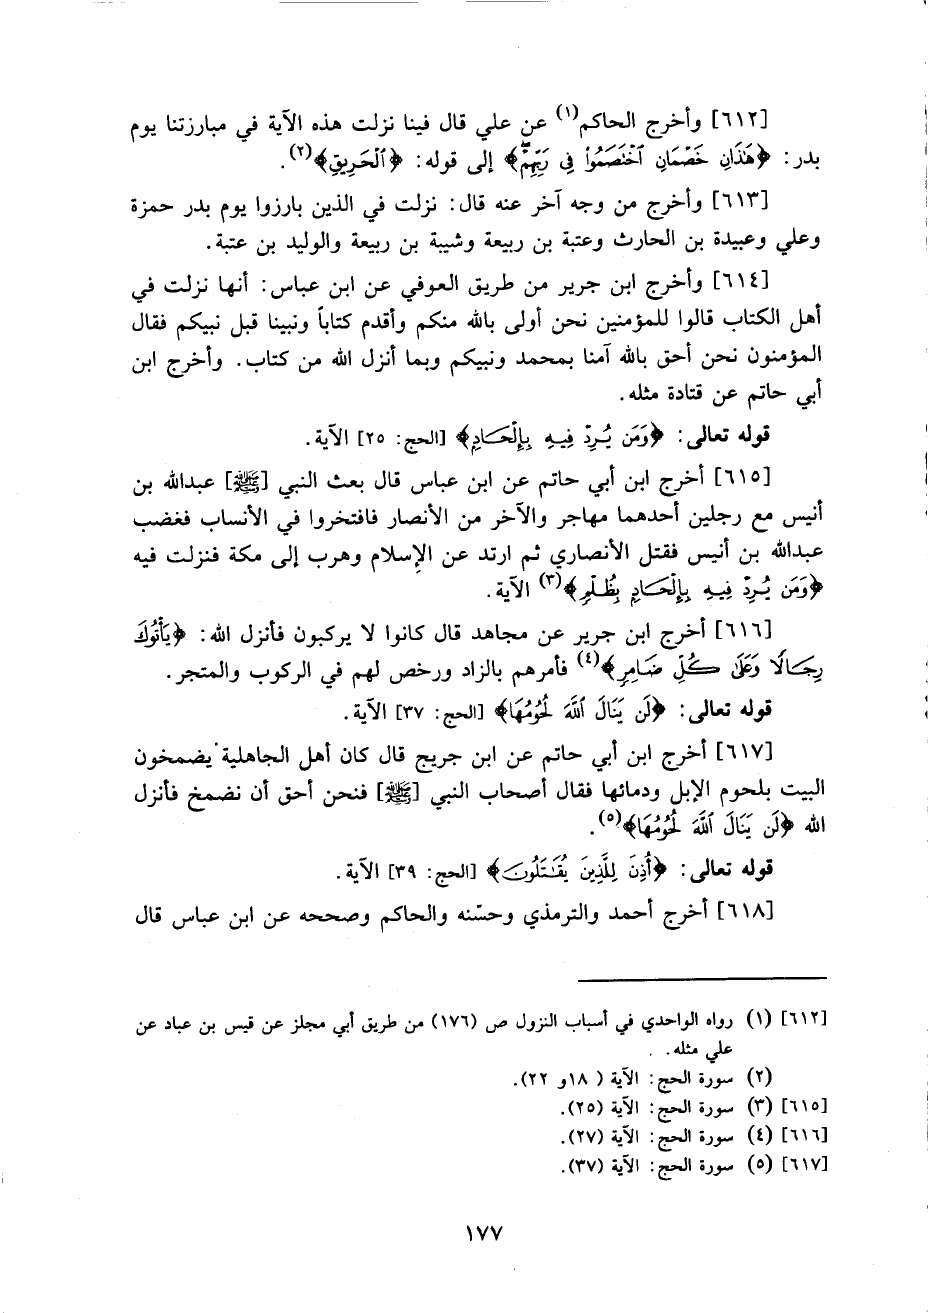 [٦١٢] وأخرج الحاكم(١) عن علي قال فينا نزلت هذه الآية في مبارزتنا يوم
بدر: ﴿هَٰذَانِ خَصْمَانِ ٱخْتَصَمُوا۟ فِى رَبِّهِمْ﴾ إلى قوله: ﴿ٱلْحَرِيقِ﴾(٢).
[٦١٣] وأخرج من وجه آخر عنه قال: نزلت في الذين بارزوا يوم بدر حمزة
وعلي وعبيدة بن الحارث وعتبة بن ربيعة وشيبة بن ربيعة والوليد بن عتبة.
[٦١٤] وأخرج ابن جرير من طريق العوفي عن ابن عباس: أنها نزلت في
أهل الكتاب قالوا للمؤمنين نحن أولى بالله منكم وأقدم كتاباً ونبينا قبل نبيكم فقال
المؤمنون نحن أحق بالله آمنا بمحمد ونبيكم وبما أنزل الله من كتاب. وأخرج ابن
أبي حاتم عن قتادة مثله.
قوله تعالى: ﴿وَمَن يُرِدْ فِيهِ بِإِلْحَادٍ﴾ [الحج: ٢٥] الآية.
[٦١٥] أخرج ابن أبي حاتم عن ابن عباس قال بعث النبي [ﷺ] عبدالله بن
أنيس مع رجلين أحدهما مهاجر والآخر من الأنصار فافتخروا في الأنساب فغضب
عبدالله بن أنيس فقتل الأنصاري ثم ارتد عن الإسلام وهرب إلى مكة فنزلت فيه
﴿وَمَن يُرِدْ فِيهِ بِإِلْحَادٍ بِظُلْمٍ﴾(٣) الآية.
[٦١٦] أخرج ابن جرير عن مجاهد قال كانوا لا يركبون فأنزل الله: ﴿يَأْتُوكَ
رِجَالًا وَعَلَىٰ كُلِّ ضَامِرٍ﴾(٤) فأمرهم بالزاد ورخص لهم في الركوب والمتجر.
قوله تعالى: ﴿لَن يَنَالَ ٱللَّهَ لُحُومُهَا﴾ [الحج: ٣٧] الآية.
[٦١٧] أخرج ابن أبي حاتم عن ابن جريج قال كان أهل الجاهلية يضمخون
البيت بلحوم الإبل ودمائها فقال أصحاب النبي [ﷺ] فنحن أحق أن نضمخ فأنزل
الله ﴿لَن يَنَالَ ٱللَّهَ لُحُومُهَا﴾(٥).
قوله تعالى: ﴿أُذِنَ لِلَّذِينَ يُقَٰتَلُونَ﴾ [الحج: ٣٩] الآية.
[٦١٨] أخرج أحمد والترمذي وحسّنه والحاكم وصححه عن ابن عباس قال
[٦١٢] (١) رواه الواحدي في أسباب النزول ص (١٧٦) من طريق أبي مجلز عن قيس بن عباد عن
علي مثله.
(٢) سورة الحج: الآية ( ١٨و ٢٢).
[٦١٥] (٣) سورة الحج: الآية (٢٥).
[٦١٦] (٤) سورة الحج: الآية (٢٧).
[٦١٧] (٥) سورة الحج: الآية (٣٧).
١٧٧